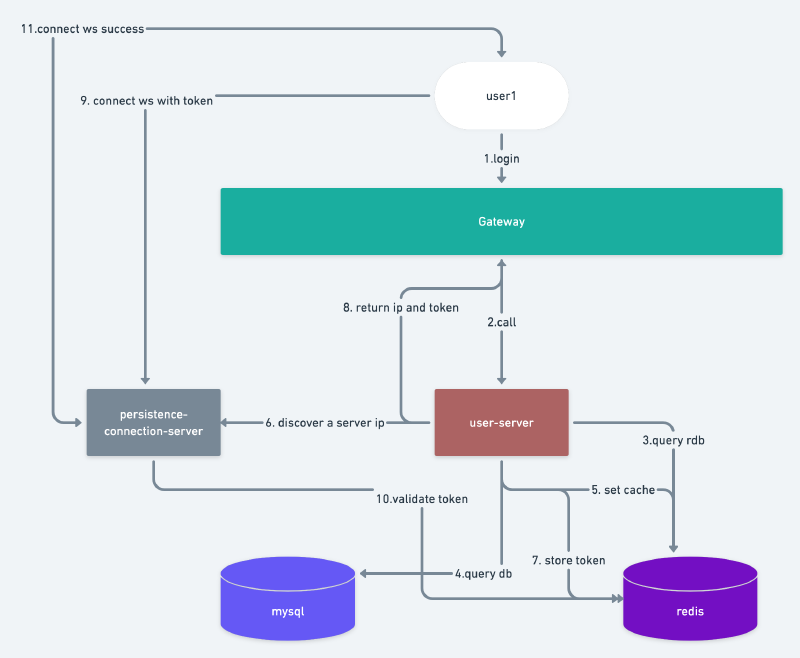 11.connect ws success
user1
9. connect ws with token
1.login
Gateway
8. return ip and token
2.call
persistence-
connection-server
6. discover a server ip
user-server
3.query rdb
5. set cache
10.validate token
7. store token
4.query db
mysql
redis